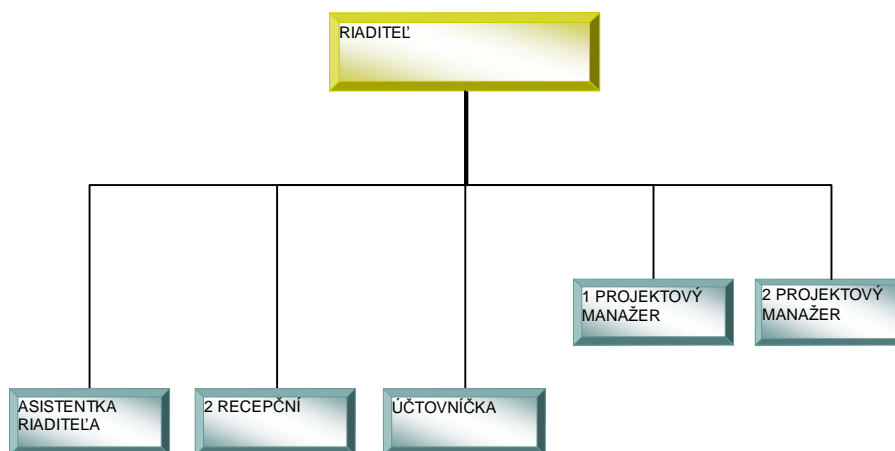 RIADITEĽ
1 PROJEKTOVÝ
MANAŽER
2 PROJEKTOVÝ
MANAŽER
ASISTENTKA
RIADITEĽA
2 RECEPČNÍ
ÚČTOVNÍČKA